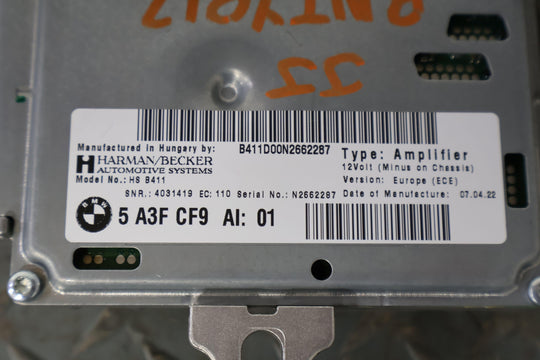 Manufactured in Hungary by:
HARMAN/BECKER
AUTOMOTIVE SYSTEMS
Model No.: HS B411
B411D00N2662287
Type: Amplifier
12Volt (Minus on Chassis)
Version: Europe (ECE)
SNR.: 4031419 EC: 110 Serial No.: N2662287 Date of Manufacture: 07.04.22
BMW
5 A3F CF9 AI: 01